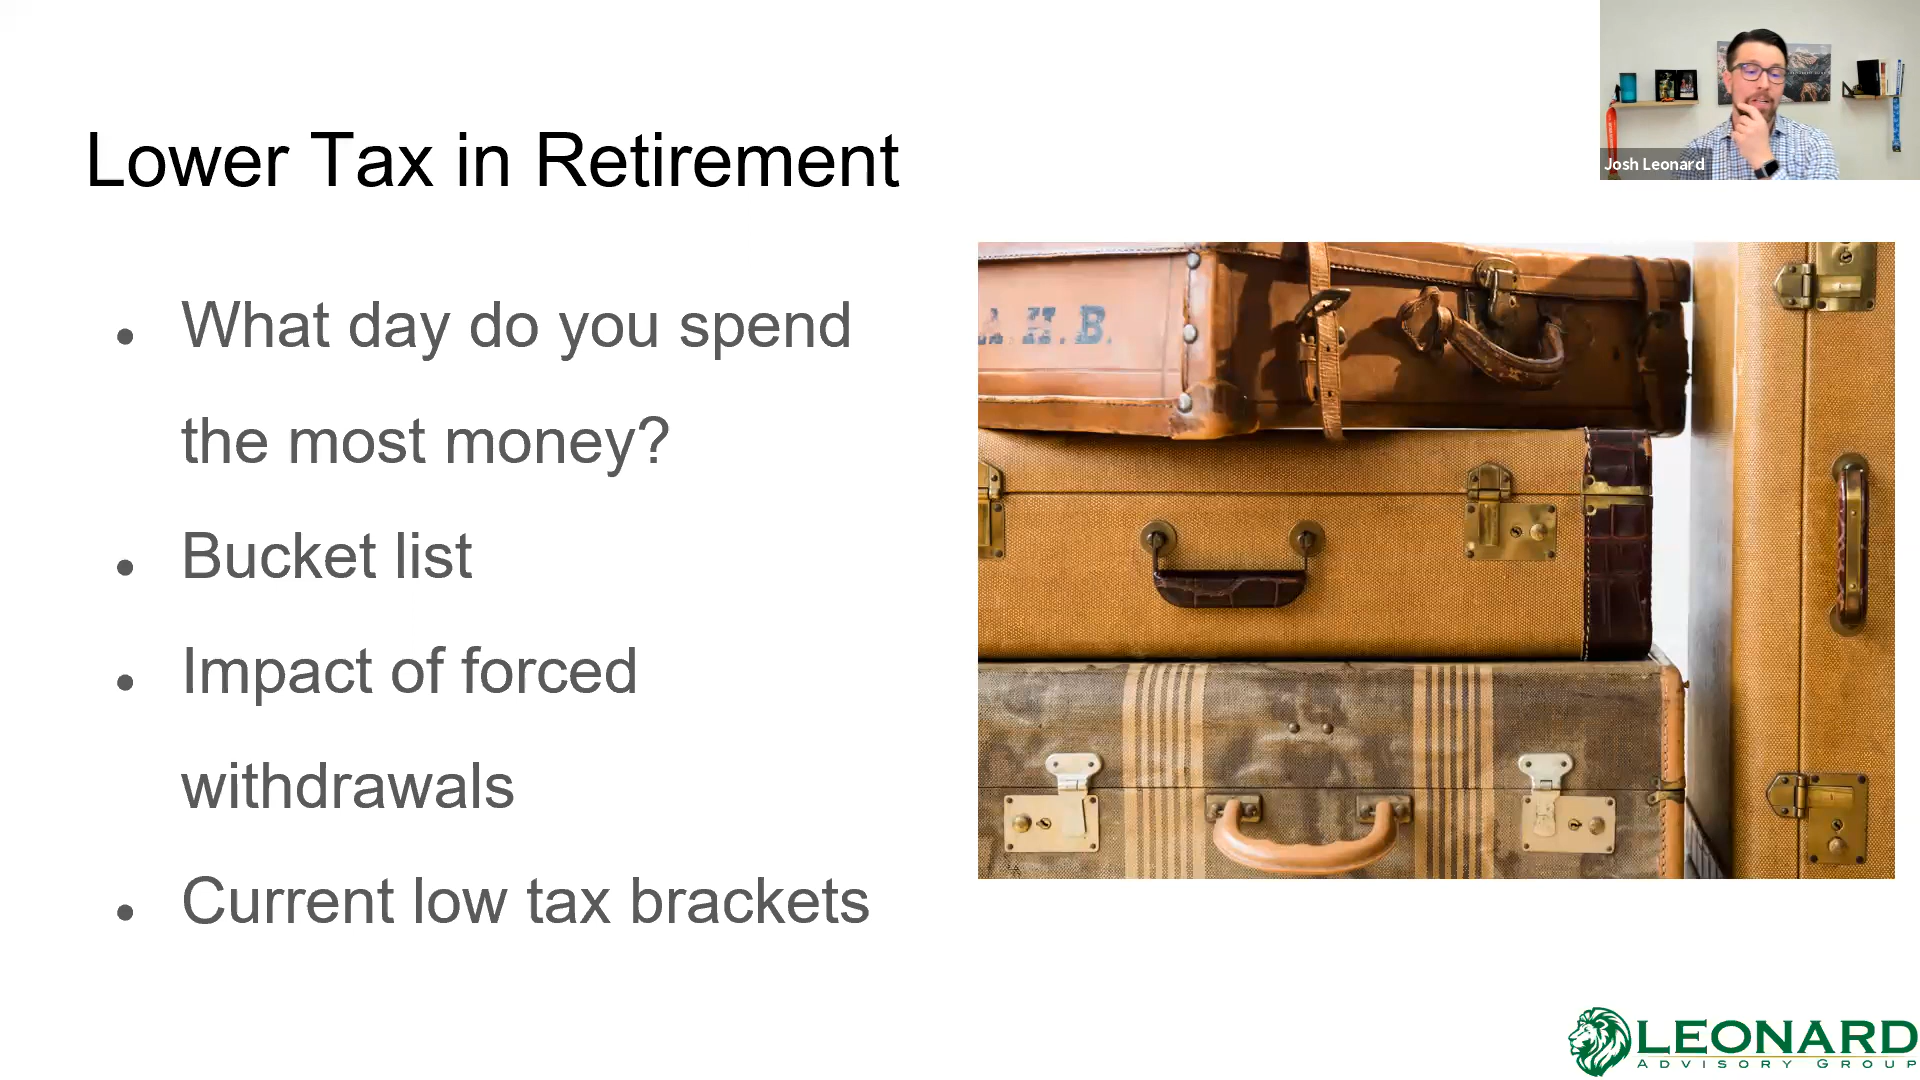 Josh Leonard
Lower Tax in Retirement
● What day do you spend
the most money?
● Bucket list
● Impact of forced
withdrawals
● Current low tax brackets
A.H.B.
LEONARD
ADVISORY GROUP